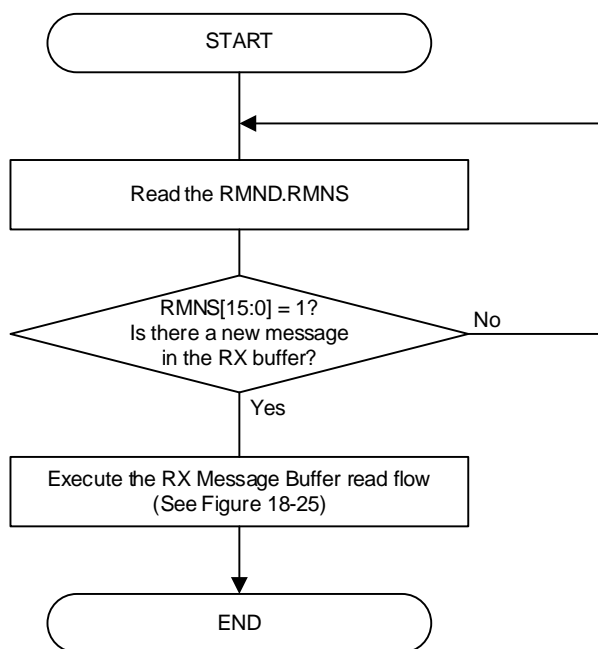 START
Read the RMND.RMNS
RMNS[15:0] = 1?
Is there a new message
in the RX buffer?
No
Yes
Execute the RX Message Buffer read flow
(See Figure 18-25)
END